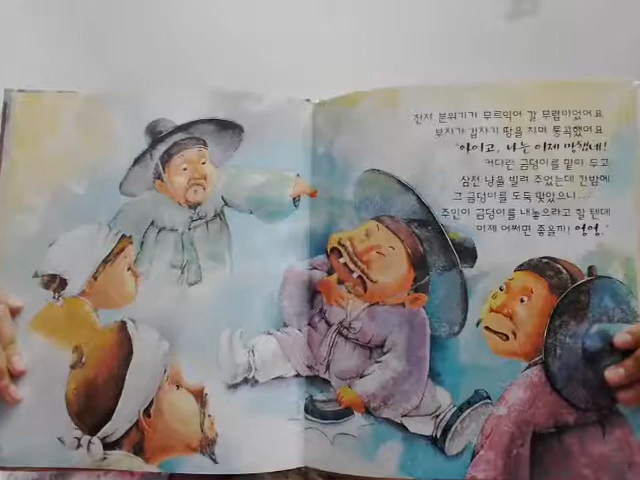 잔치 분위기가 무르익어 갈 무렵이었어요.
부자가 갑자기 땅을 치며 통곡했어요.
"아이고, 나는 이제 망했네!
커다란 금덩이를 맡아 두고
삼천 냥을 빌려 주었는데 간밤에
그 금덩이를 도둑 맞았으니…
주인이 금덩이를 내놓으라고 할 텐데
이제 어쩌면 좋을까! 엉엉."